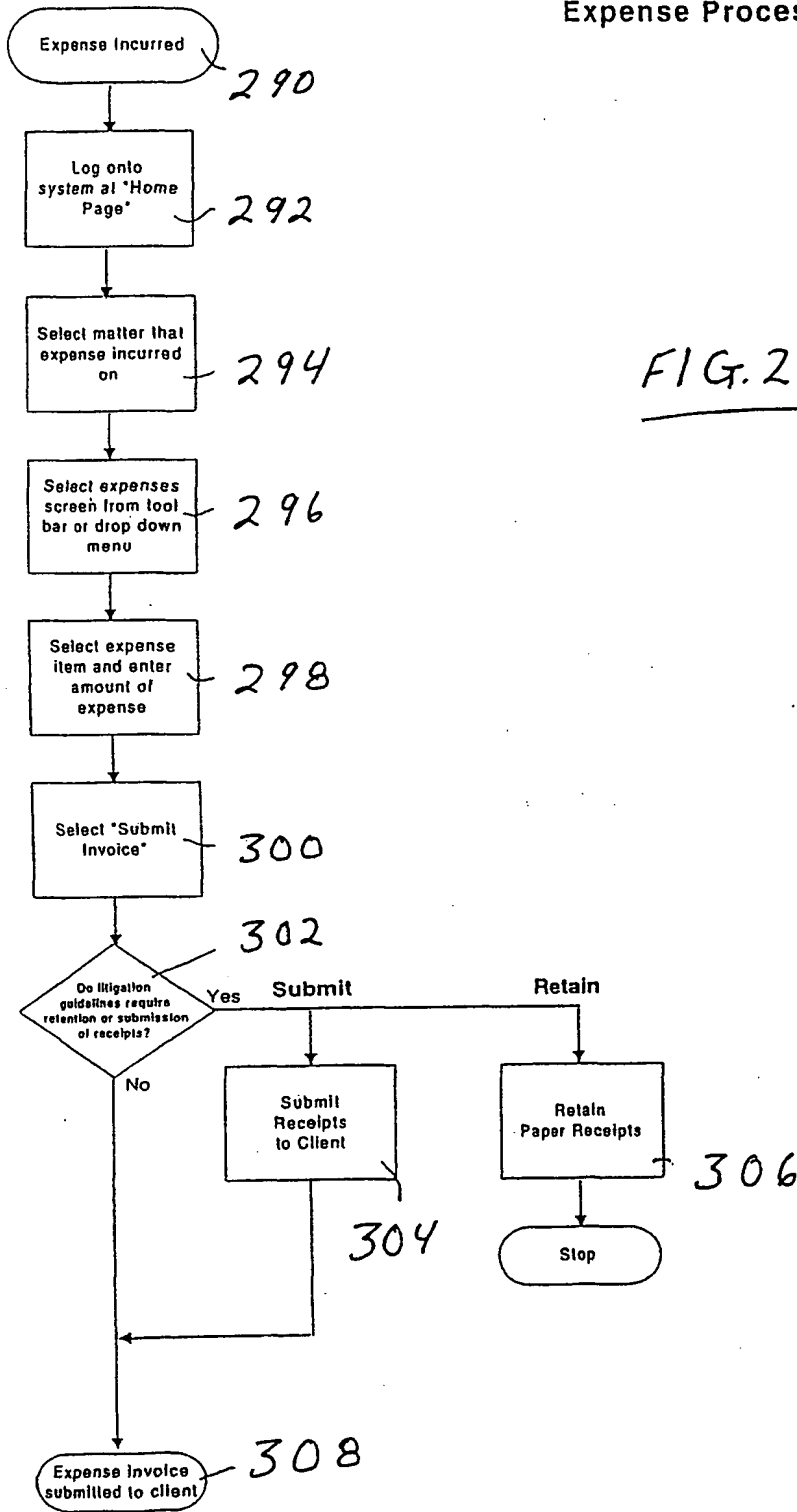 Expense Proces
Expense Incurred
290
Log onto
system at "Home
Page"
292
Select matter that
expense incurred
on
294
FIG. 2
Select expenses
screen from tool
bar or drop down
menu
296
Select expense
item and enter
amount of
expense
298
Select "Submit
Invoice"
300
302
Do litigation
guidelines require
retention or submission
of receipts?
Yes
Submit
Retain
No
Submit
Receipts
to Client
304
Retain
Paper Receipts
306
Stop
Expense invoice
submitted to client
308